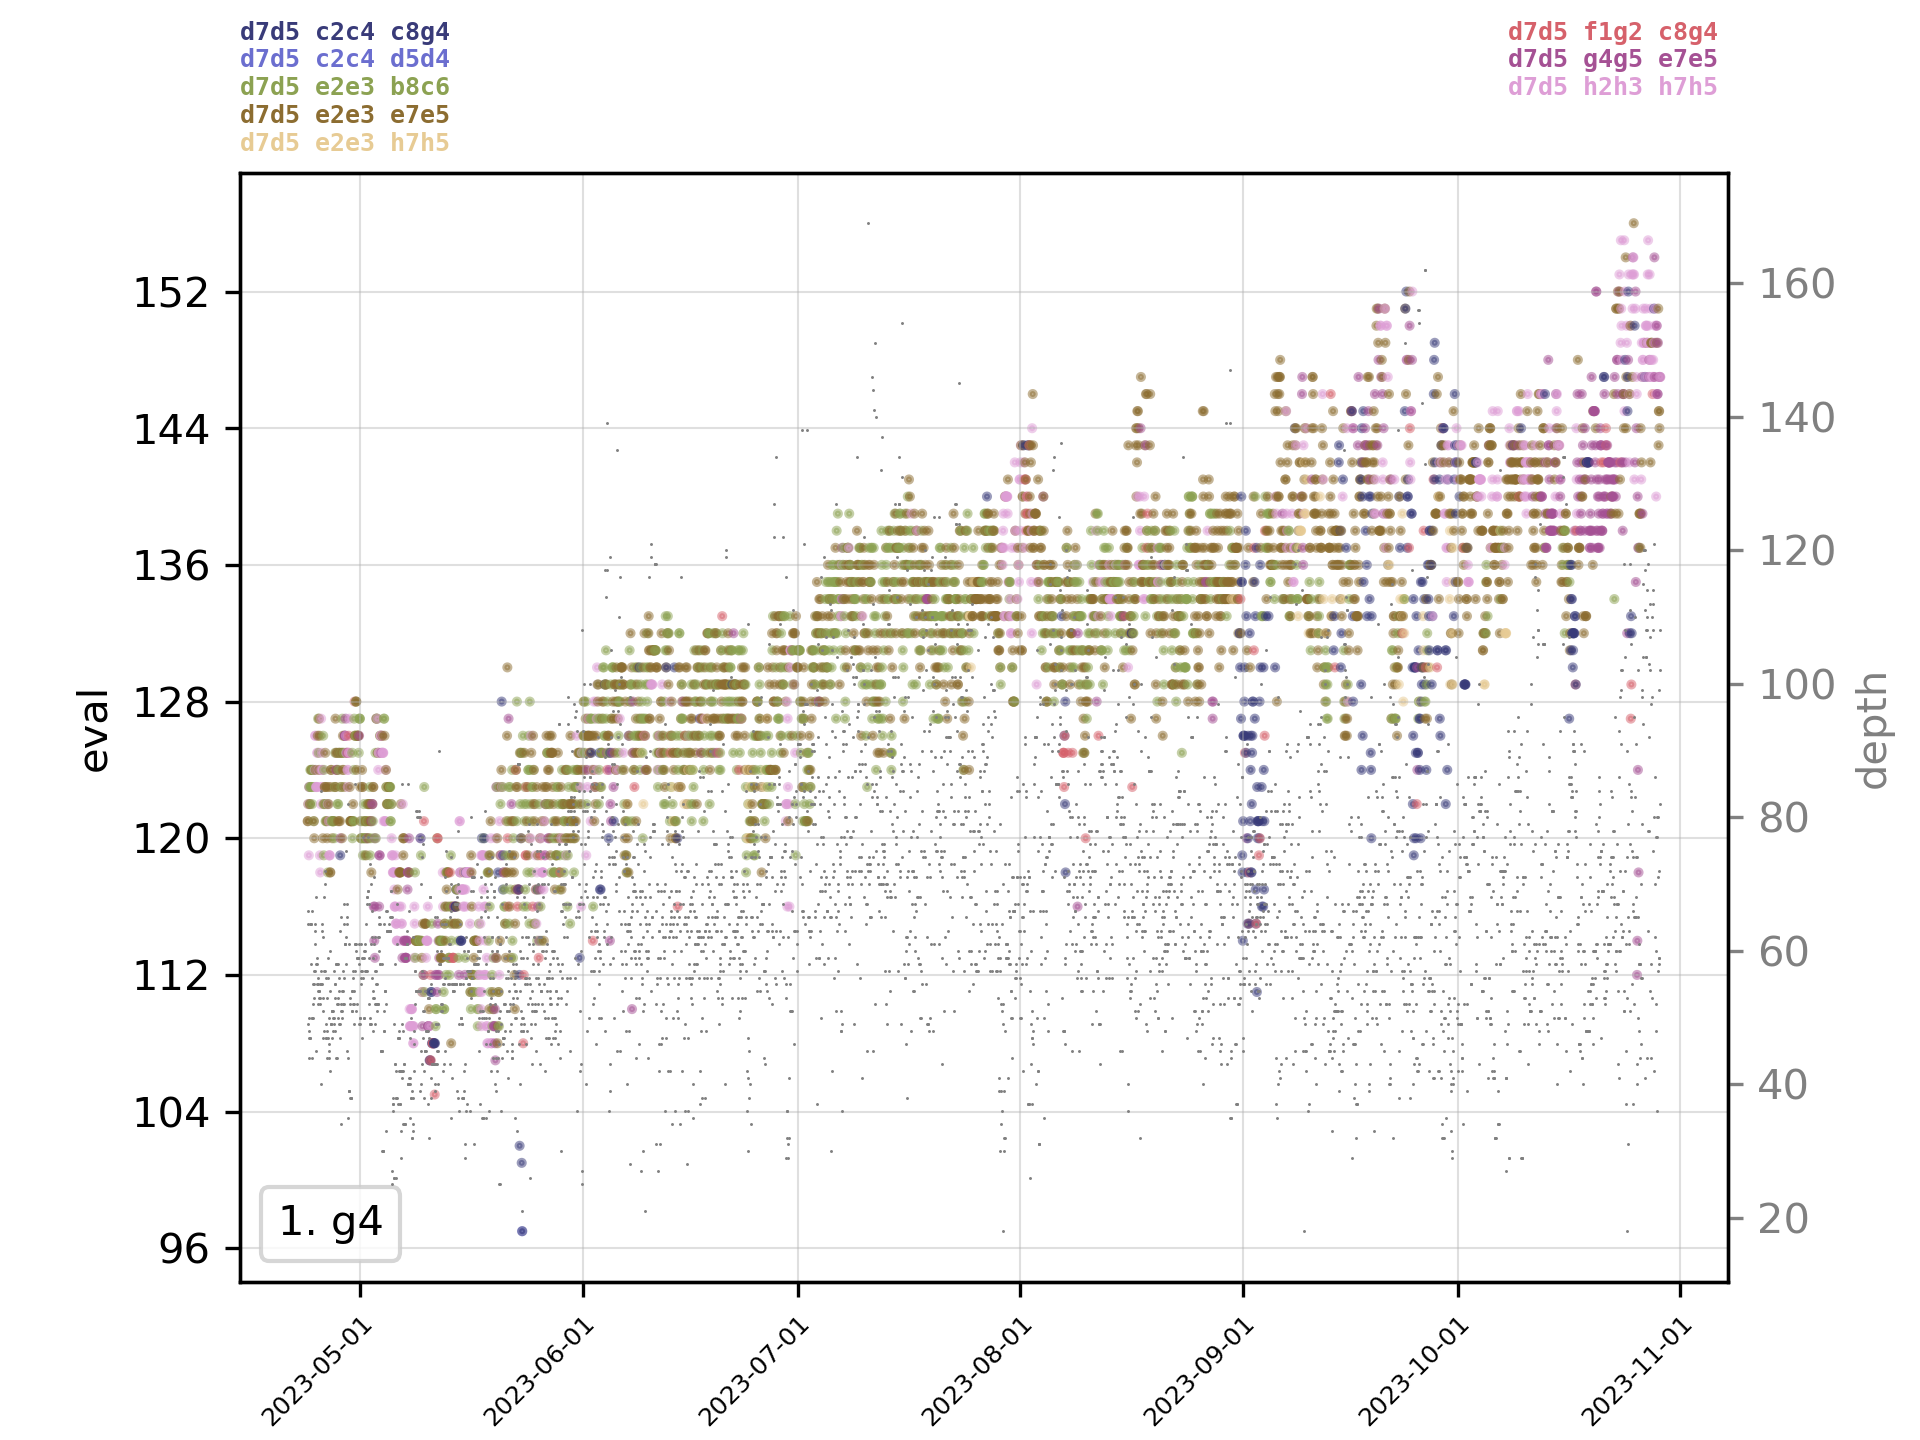 d7d5 c2c4 c8g4
d7d5 c2c4 d5d4
d7d5 e2e3 b8c6
d7d5 e2e3 e7e5
d7d5 e2e3 h7h5
d7d5 f1g2 c8g4
d7d5 g4g5 e7e5
d7d5 h2h3 h7h5
eval
152
144
136
128
120
112
104
96
160
140
120
100
80
60
40
20
depth
1. g4
2023-05-01
2023-06-01
2023-07-01
2023-08-01
2023-09-01
2023-10-01
2023-11-01